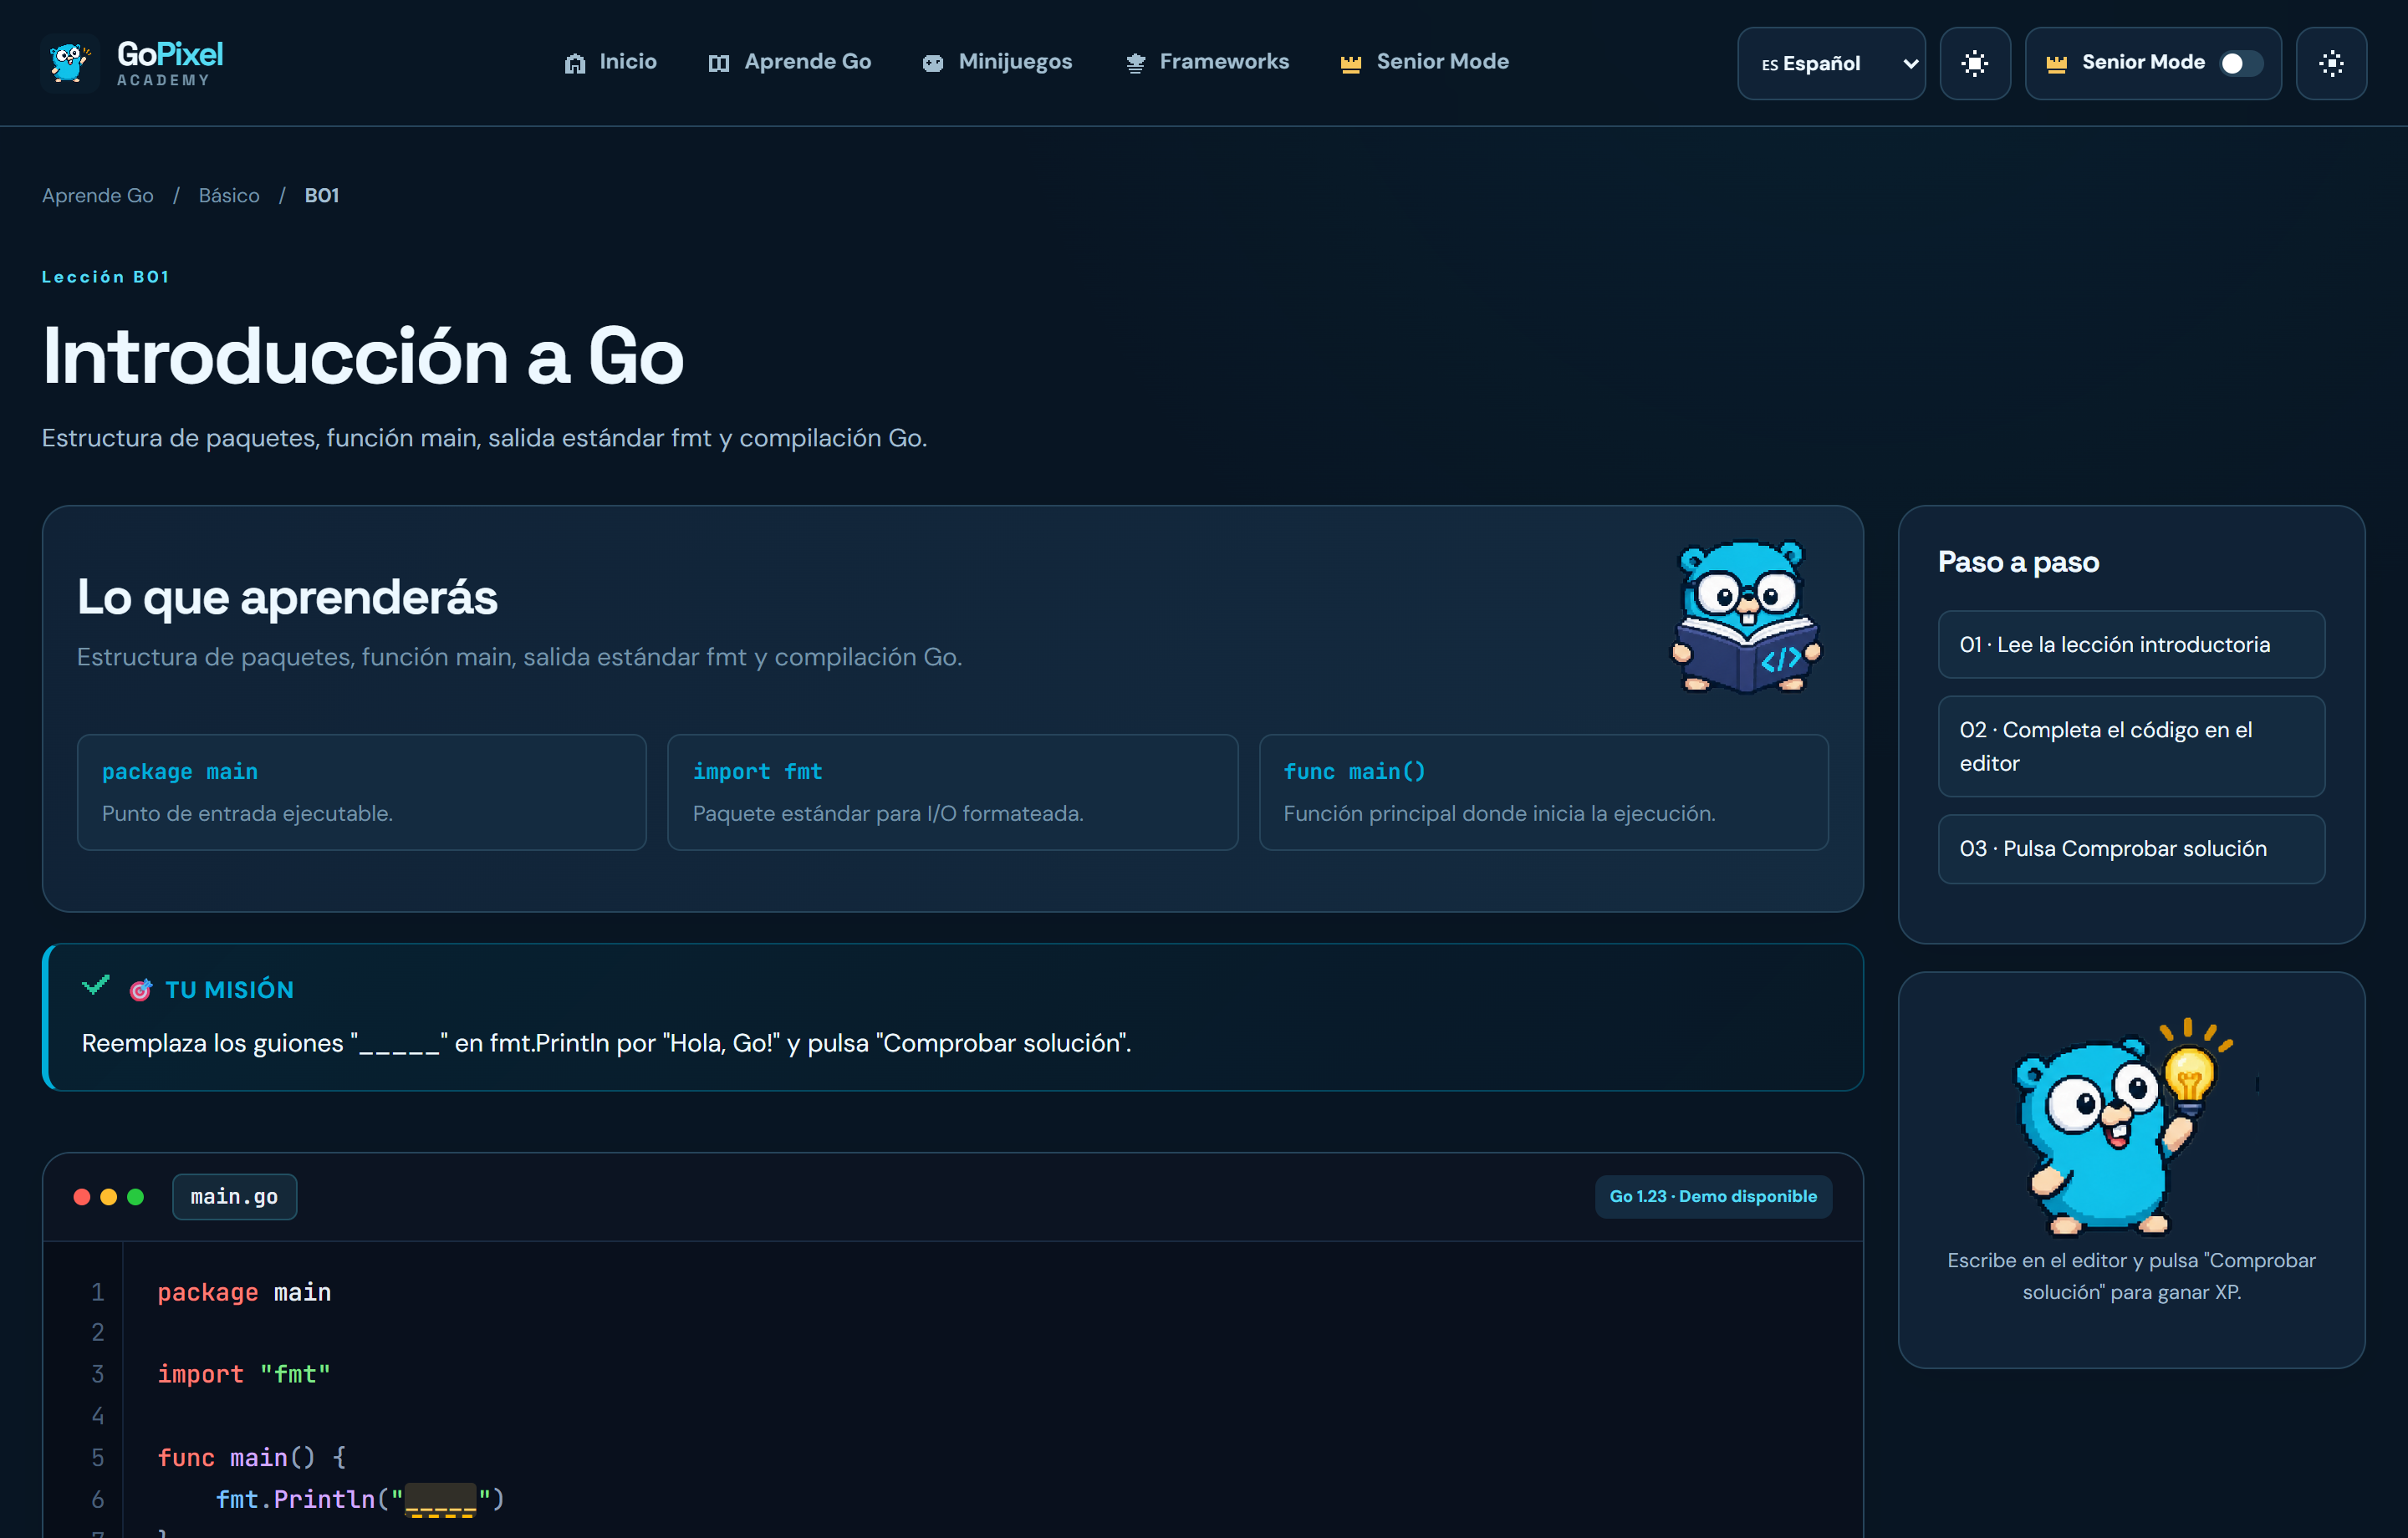 GoPixel
ACADEMY
Inicio
Aprende Go
Minijuegos
Frameworks
Senior Mode
ES Español
Senior Mode
Aprende Go / Básico / B01
Lección B01
Introducción a Go
Estructura de paquetes, función main, salida estándar fmt y compilación Go.
Lo que aprenderás
Estructura de paquetes, función main, salida estándar fmt y compilación Go.
</>
package main
Punto de entrada ejecutable.
import fmt
Paquete estándar para I/O formateada.
func main()
Función principal donde inicia la ejecución.
TU MISIÓN
Reemplaza los guiones "_____" en fmt.Println por "Hola, Go!" y pulsa "Comprobar solución".
main.go
Go 1.23 · Demo disponible
1 package main
2
3 import "fmt"
4
5 func main() {
6 fmt.Println("_____")
Paso a paso
01 · Lee la lección introductoria
02 · Completa el código en el
editor
03 · Pulsa Comprobar solución
Escribe en el editor y pulsa "Comprobar
solución" para ganar XP.